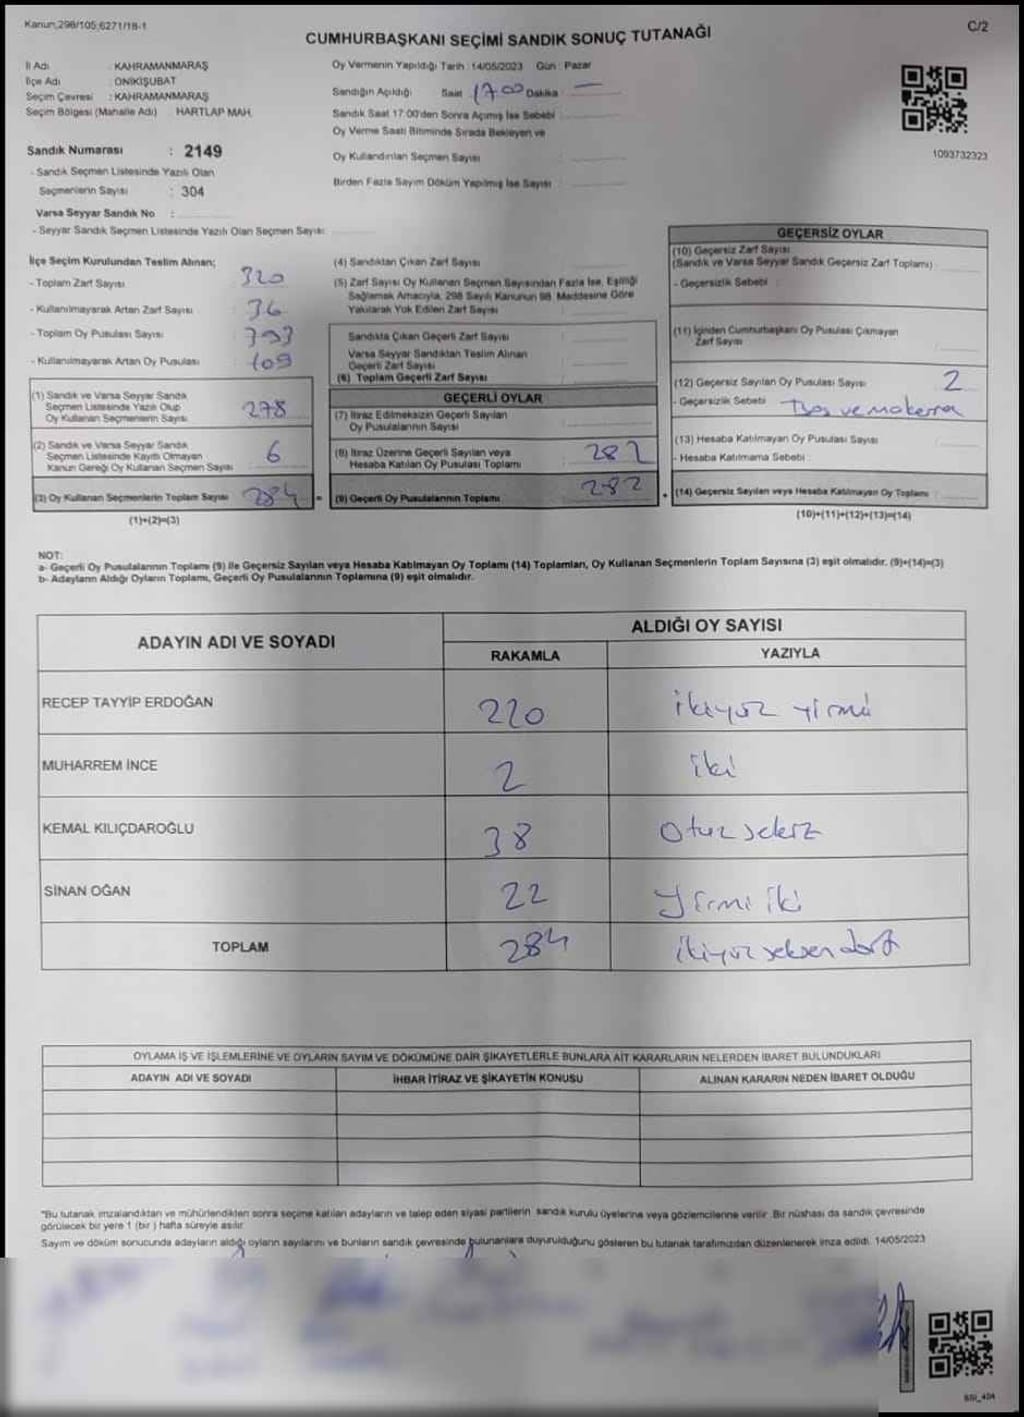 Kanun;298/105;6271/18-1
C/2
CUMHURBAŞKANI SEÇİMİ SANDIK SONUÇ TUTANAĞI
İl Adı : KAHRAMANMARAŞ
İlçe Adı : ONİKİŞUBAT
Seçim Çevresi : KAHRAMANMARAŞ
Seçim Bölgesi (Mahalle Adı) HARTLAP MAH.
Sandık Numarası : 2149
- Sandık Seçmen Listesinde Yazılı Olan
Seçmenlerin Sayısı : 304
Varsa Seyyar Sandık No :
- Seyyar Sandık Seçmen Listesinde Yazılı Olan Seçmen Sayısı:
Oy Vermenin Yapıldığı Tarih : 14/05/2023 Gün : Pazar
Sandığın Açıldığı Saat 17.00 Dakika —
Sandık Saat 17:00'den Sonra Açımış İse Sebebi :
Oy Verme Saati Bitiminde Sırada Bekleyen ve
Oy Kullandırılan Seçmen Sayısı
Birden Fazla Sayım Döküm Yapılmış İse Sayısı :
1093732323
İlçe Seçim Kurulundan Teslim Alınan;
- Toplam Zarf Sayısı 320
- Kullanılmayarak Artan Zarf Sayısı : 36
- Toplam Oy Pusulası Sayısı : 393
- Kullanılmayarak Artan Oy Pusulası : 109
(1) Sandık ve Varsa Seyyar Sandık
Seçmen Listesinde Yazılı Olup
Oy Kullanan Seçmenlerin Sayısı 278
(2) Sandık ve Varsa Seyyar Sandık
Seçmen Listesinde Kayıtlı Olmayan
Kanun Gereği Oy Kullanan Seçmen Sayısı 6
(3) Oy Kullanan Seçmenlerin Toplam Sayısı 284 =
(1)+(2)=(3)
(4) Sandıktan Çıkan Zarf Sayısı :
(5) Zarf Sayısı Oy Kullanan Seçmen Sayısından Fazla İse, Eşitliği
Sağlamak Amacıyla, 298 Sayılı Kanunun 98. Maddesine Göre
Yakılarak Yok Edilen Zarf Sayısı :
Sandıkta Çıkan Geçerli Zarf Sayısı
Varsa Seyyar Sandıktan Teslim Alınan
Geçerli Zarf Sayısı
(6) Toplam Geçerli Zarf Sayısı
GEÇERLİ OYLAR
(7) İtiraz Edilmeksizin Geçerli Sayılan
Oy Pusulalarının Sayısı
(8) İtiraz Üzerine Geçerli Sayılan veya
Hesaba Katılan Oy Pusulası Toplamı 282
(9) Geçerli Oy Pusulalarının Toplamı 282 +
GEÇERSİZ OYLAR
(10) Geçersiz Zarf Sayısı
(Sandık ve Varsa Seyyar Sandık Geçersiz Zarf Toplamı) :
- Geçersizlik Sebebi :
(11) İçinden Cumhurbaşkanı Oy Pusulası Çıkmayan
Zarf Sayısı
(12) Geçersiz Sayılan Oy Pusulası Sayısı 2
- Geçersizlik Sebebi :
(13) Hesaba Katılmayan Oy Pusulası Sayısı
- Hesaba Katılmama Sebebi :
(14) Geçersiz Sayılan veya Hesaba Katılmayan Oy Toplamı
(10)+(11)+(12)+(13)=(14)
NOT:
a- Geçerli Oy Pusulalarının Toplamı (9) ile Geçersiz Sayılan veya Hesaba Katılmayan Oy Toplamı (14) Toplamları, Oy Kullanan Seçmenlerin Toplam Sayısına (3) eşit olmalıdır. (9)+(14)=(3)
b- Adayların Aldığı Oyların Toplamı, Geçerli Oy Pusulalarının Toplamına (9) eşit olmalıdır.
ADAYIN ADI VE SOYADI
ALDIĞI OY SAYISI
RAKAMLA YAZIYLA
RECEP TAYYİP ERDOĞAN 220 ikiyüz yirmi
MUHARREM İNCE 2 iki
KEMAL KILIÇDAROĞLU 38 otuz sekiz
SİNAN OĞAN 22 Yirmi iki
TOPLAM 284 ikiyüz seksen dört
OYLAMA İŞ VE İŞLEMLERİNE VE OYLARIN SAYIM VE DÖKÜMÜNE DAİR ŞİKAYETLERLE BUNLARA AİT KARARLARIN NELERDEN İBARET BULUNDUKLARI
ADAYIN ADI VE SOYADI İHBAR İTİRAZ VE ŞİKAYETİN KONUSU ALINAN KARARIN NEDEN İBARET OLDUĞU
"Bu tutanak imzalandıktan ve mühürlendikten sonra seçime katılan adayların ve talep eden siyasi partilerin sandık kurulu üyelerine veya gözlemcilerine verilir. Bir nüshası da sandık çevresinde
görülecek bir yere 1 (bir ) hafta süreyle asılır
Sayım ve döküm sonucunda adayların aldığı oyların sayılarını ve bunların sandık çevresinde bulunanlara duyurulduğunu gösteren bu tutanak tarafımızdan düzenlenerek imza edildi. 14/05/2023